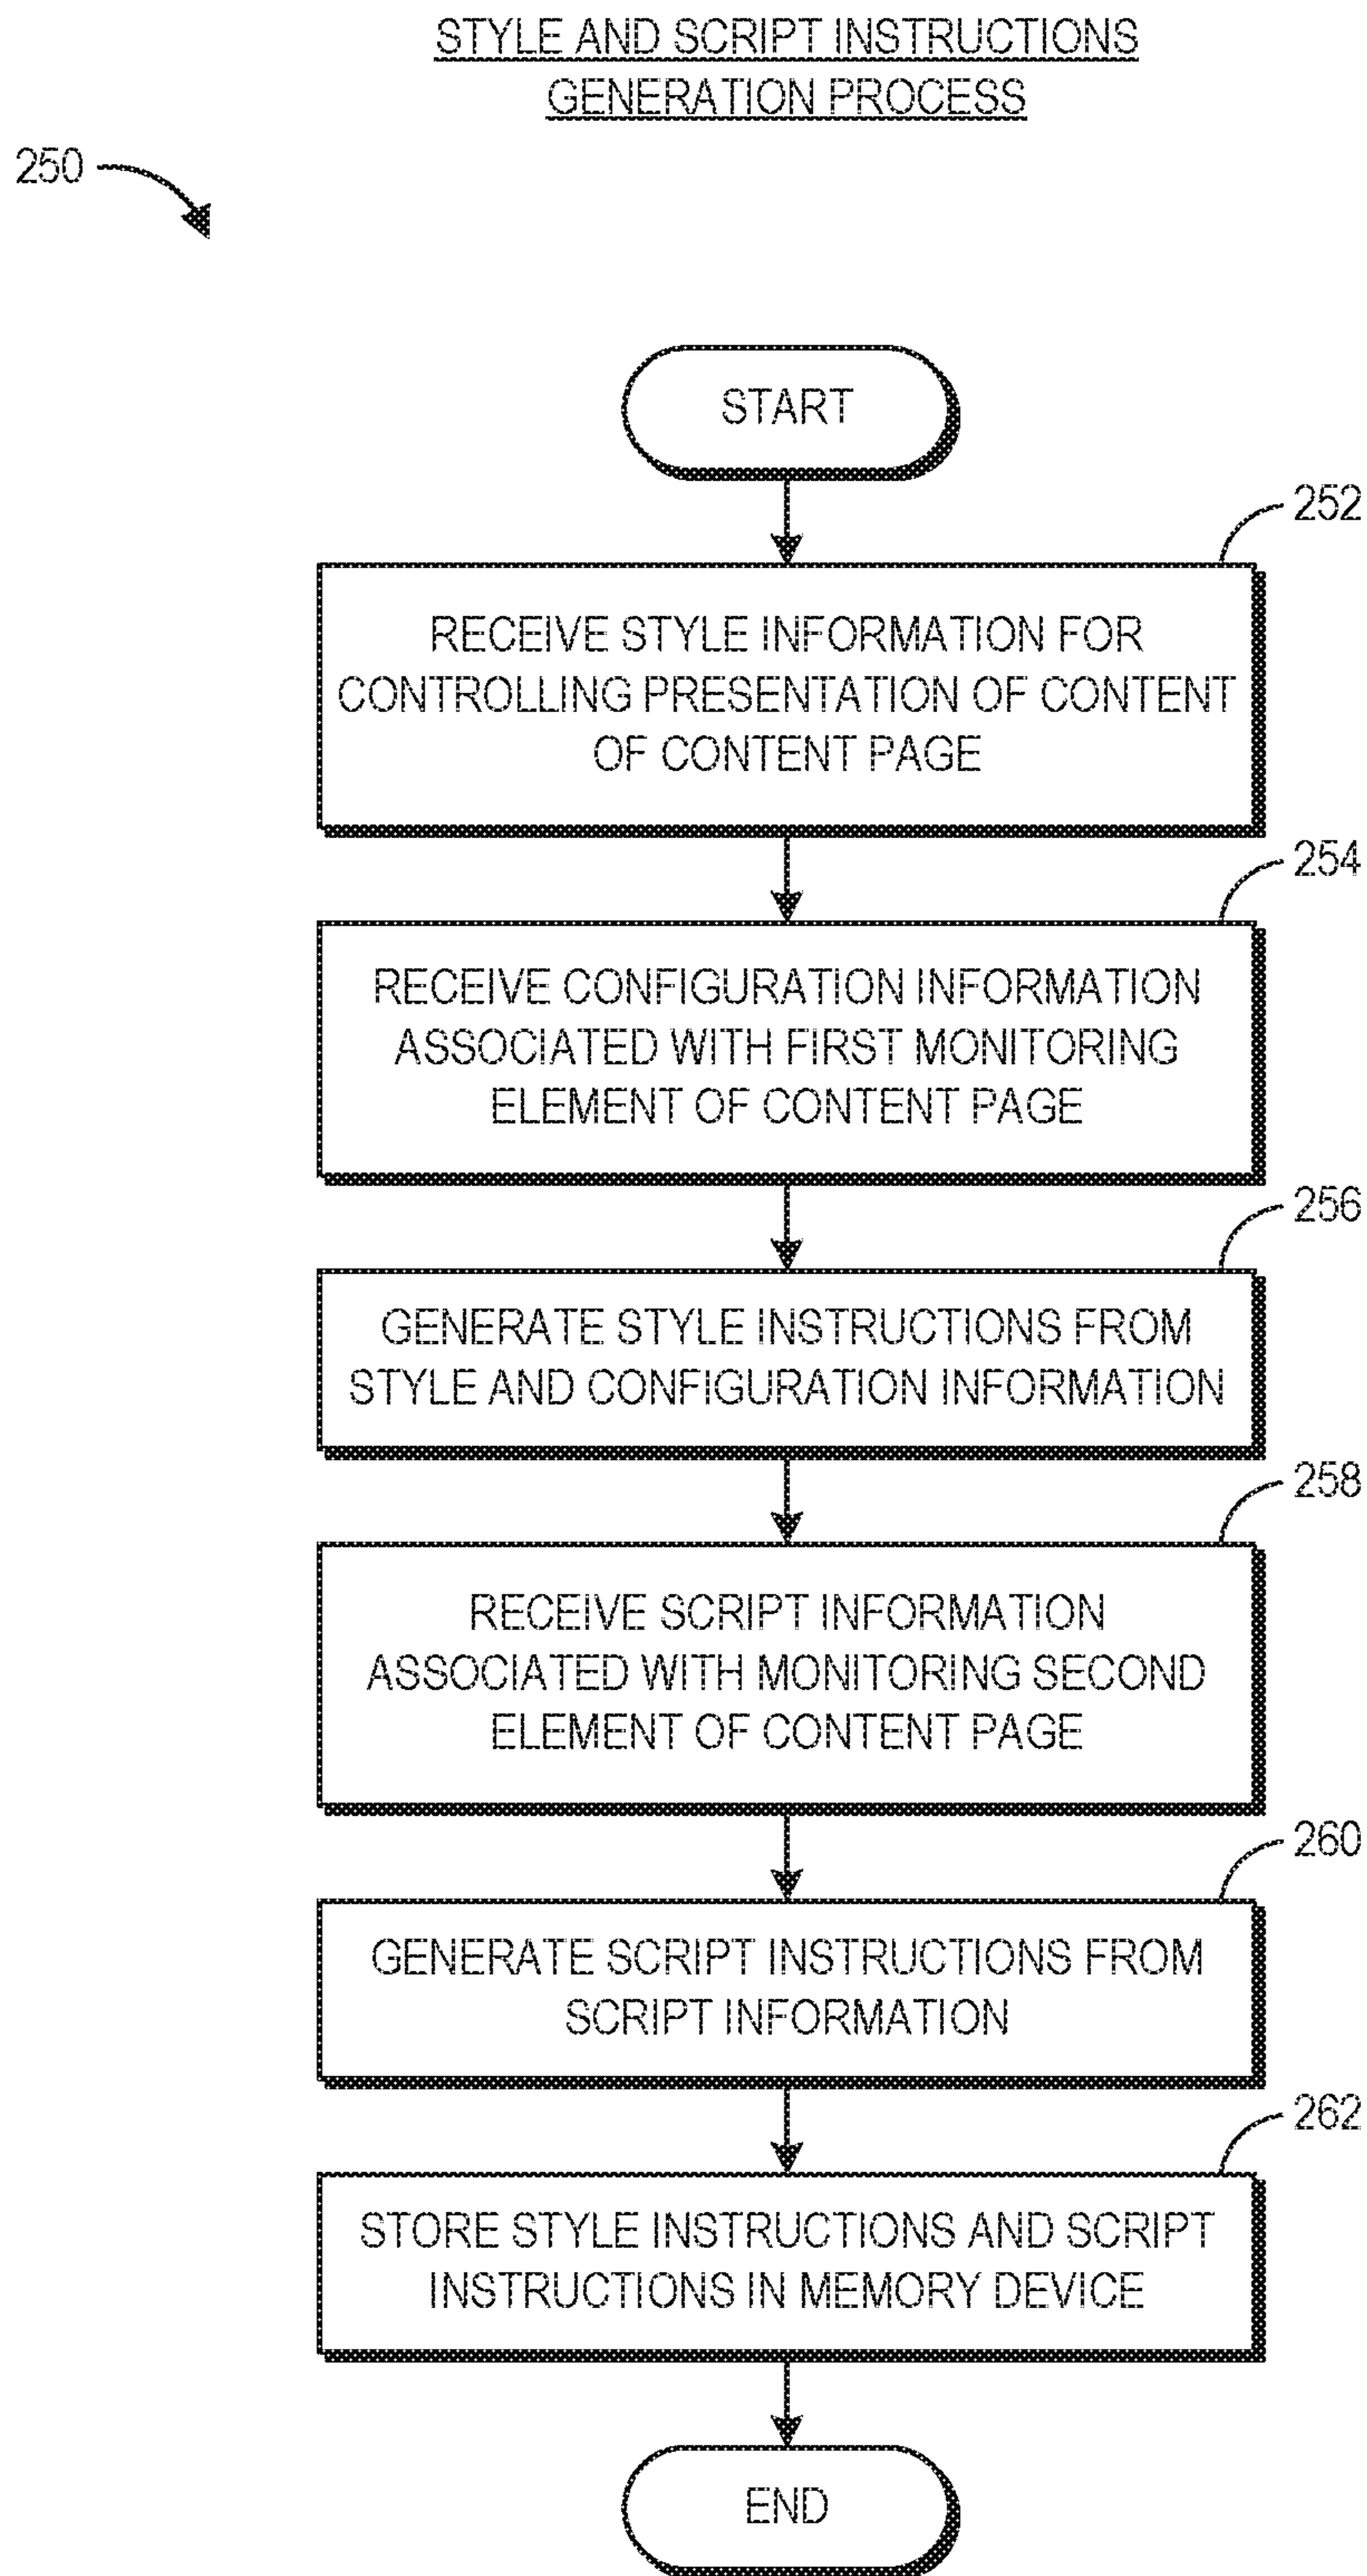 STYLE AND SCRIPT INSTRUCTIONS
GENERATION PROCESS
250
START
252
RECEIVE STYLE INFORMATION FOR
CONTROLLING PRESENTATION OF CONTENT
OF CONTENT PAGE
254
RECEIVE CONFIGURATION INFORMATION
ASSOCIATED WITH FIRST MONITORING
ELEMENT OF CONTENT PAGE
256
GENERATE STYLE INSTRUCTIONS FROM
STYLE AND CONFIGURATION INFORMATION
258
RECEIVE SCRIPT INFORMATION
ASSOCIATED WITH MONITORING SECOND
ELEMENT OF CONTENT PAGE
260
GENERATE SCRIPT INSTRUCTIONS FROM
SCRIPT INFORMATION
262
STORE STYLE INSTRUCTIONS AND SCRIPT
INSTRUCTIONS IN MEMORY DEVICE
END